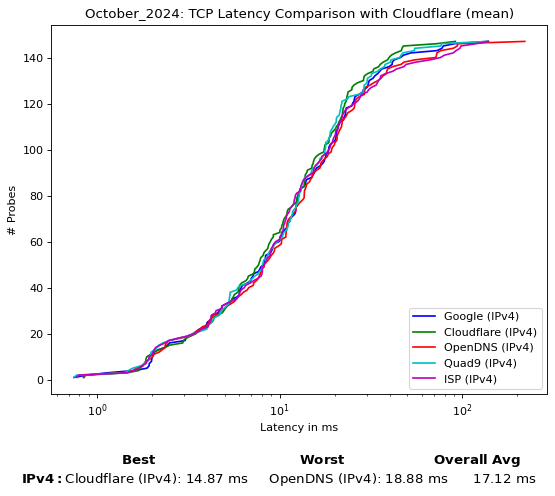 October_2024: TCP Latency Comparison with Cloudflare (mean)
# Probes
140
120
100
80
60
40
20
0
10⁰
10¹
10²
Latency in ms
Google (IPv4)
Cloudflare (IPv4)
OpenDNS (IPv4)
Quad9 (IPv4)
ISP (IPv4)
Best Worst Overall Avg
IPv4: Cloudflare (IPv4): 14.87 ms OpenDNS (IPv4): 18.88 ms 17.12 ms